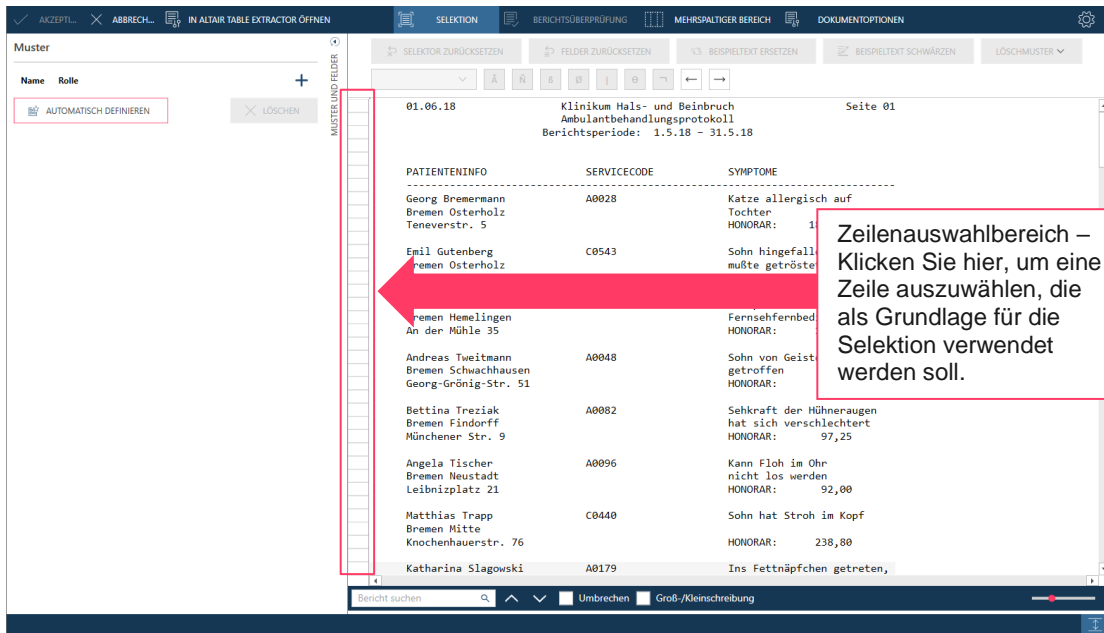 AKZEPTI... ABBRECH... IN ALTAIR TABLE EXTRACTOR ÖFFNEN SELEKTION BERICHTSÜBERPRÜFUNG MEHRSPALTIGER BEREICH DOKUMENTOPTIONEN
Muster
Name Rolle
AUTOMATISCH DEFINIEREN LÖSCHEN
MUSTER UND FELDER
SELEKTOR ZURÜCKSETZEN FELDER ZURÜCKSETZEN BEISPIELTEXT ERSETZEN BEISPIELTEXT SCHWÄRZEN LÖSCHMUSTER
Ä Ñ ß Ø | ¬ ← →
01.06.18 Klinikum Hals- und Beinbruch Seite 01
Ambulantbehandlungsprotokoll
Berichtsperiode: 1.5.18 - 31.5.18
PATIENTENINFO SERVICECODE SYMPTOME
Georg Bremermann A0028 Katze allergisch auf
Bremen Osterholz Tochter
Teneverstr. 5 HONORAR:
Emil Gutenberg C0543 Sohn hingefalle
Bremen Osterholz mußte getröste
Bremen Hemelingen Fernsehfernbed
An der Mühle 35 HONORAR:
Andreas Tweitmann A0048 Sohn von Geist
Bremen Schwachhausen getroffen
Georg-Grönig-Str. 51 HONORAR:
Bettina Treziak A0082 Sehkraft der Hühneraugen
Bremen Findorff hat sich verschlechtert
Münchener Str. 9 HONORAR: 97,25
Angela Tischer A0096 Kann Floh im Ohr
Bremen Neustadt nicht los werden
Leibnizplatz 21 HONORAR: 92,00
Matthias Trapp C0440 Sohn hat Stroh im Kopf
Bremen Mitte
Knochenhauerstr. 76 HONORAR: 238,80
Katharina Slagowski A0179 Ins Fettnäpfchen getreten,
Zeilenauswahlbereich –
Klicken Sie hier, um eine
Zeile auszuwählen, die
als Grundlage für die
Selektion verwendet
werden soll.
Bericht suchen Umbrechen Groß-/Kleinschreibung